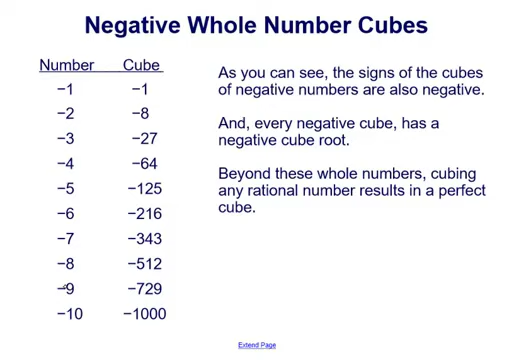 Negative Whole Number Cubes
Number Cube
−1 −1
−2 −8
−3 −27
−4 −64
−5 −125
−6 −216
−7 −343
−8 −512
−9 −729
−10 −1000
As you can see, the signs of the cubes
of negative numbers are also negative.
And, every negative cube, has a
negative cube root.
Beyond these whole numbers, cubing
any rational number results in a perfect
cube.
Extend Page